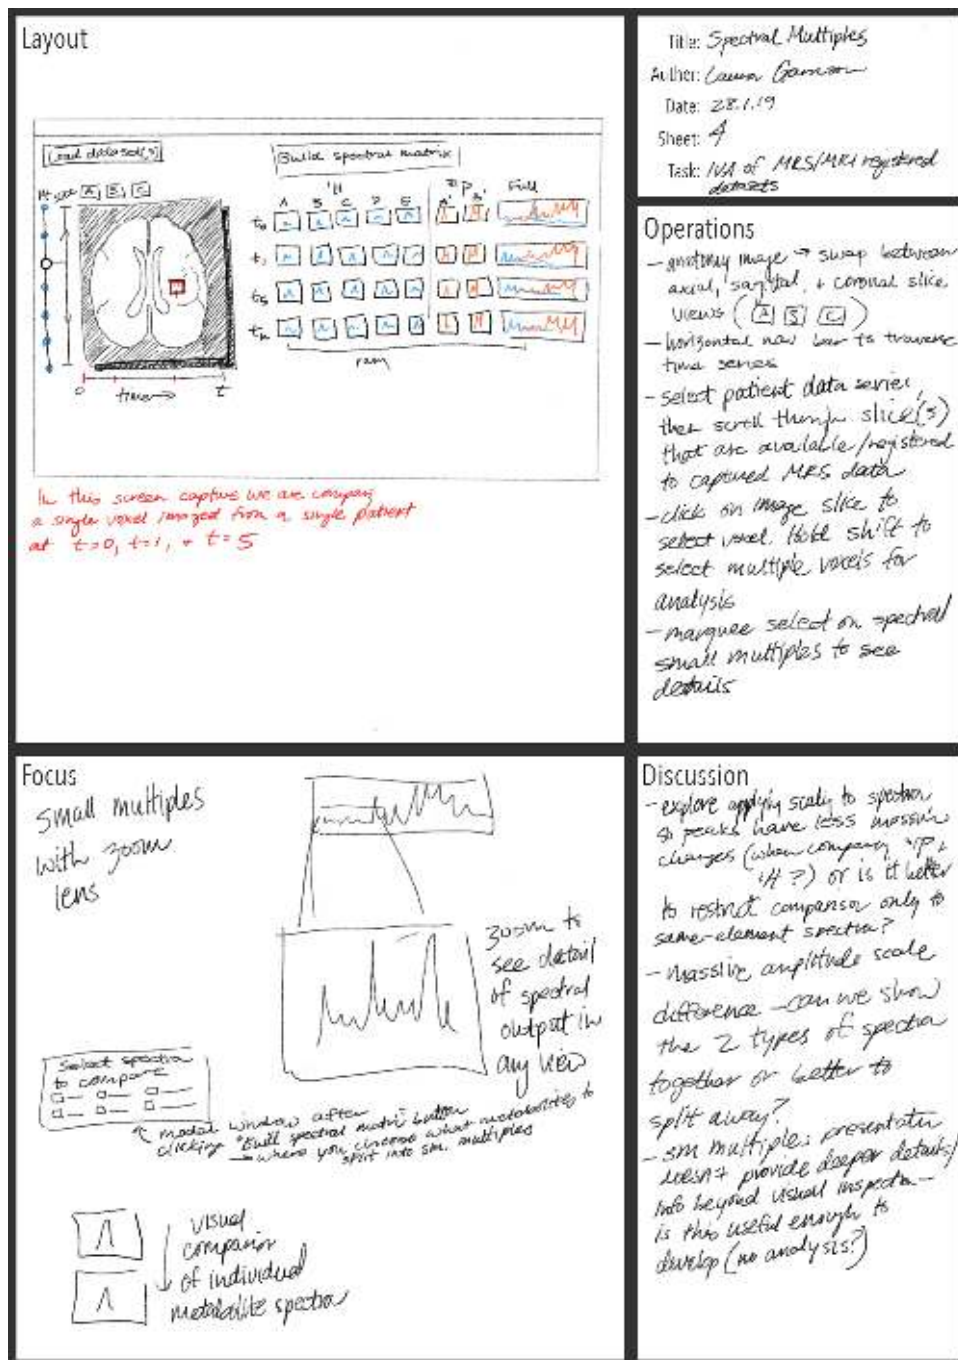 Layout
Load dataset(s)
Build spectral matrix
Pt
A B C
¹H
³¹P
Full
A B C D E
A' B'
t₀
t₁
t₅
tₙ
0 time → t
In this screen capture we are comparing
a single voxel imaged from a single patient
at t=0, t=1, + t=5
Title: Spectral Multiples
Author: Laura Garrison
Date: 28.1.19
Sheet: 4
Task: IVA of MRS/MRI registered
datasets
Operations
- anatomy image → swap between
axial, sagittal, + coronal slice
views (A S C)
- horizontal nav bar to traverse
time series
- select patient data series,
then scroll through slice(s)
that are available/registered
to captured MRS data
- click on image slice to
select voxel. Hold shift to
select multiple voxels for
analysis
- marquee select on spectral
small multiples to see
details
Focus
small multiples
with zoom
lens
zoom to
see detail
of spectral
output in
any view
Select spectra
to compare
modal window after
clicking "Build spectral matrix" button
→ where you choose what metabolites to
split into sm. multiples
visual
comparison
of individual
metabolite spectra
Discussion
- explore applying scaling to spectra
so peaks have less massive
changes (when comparing ³¹P,
¹H?) or is it better
to restrict comparison only to
same-element spectra?
- Massive amplitude scale
difference - can we show
the 2 types of spectra
together or better to
split away?
- sm multiples presentation
doesn't provide deeper details/
info beyond visual inspection -
is this useful enough to
develop (no analysis?)